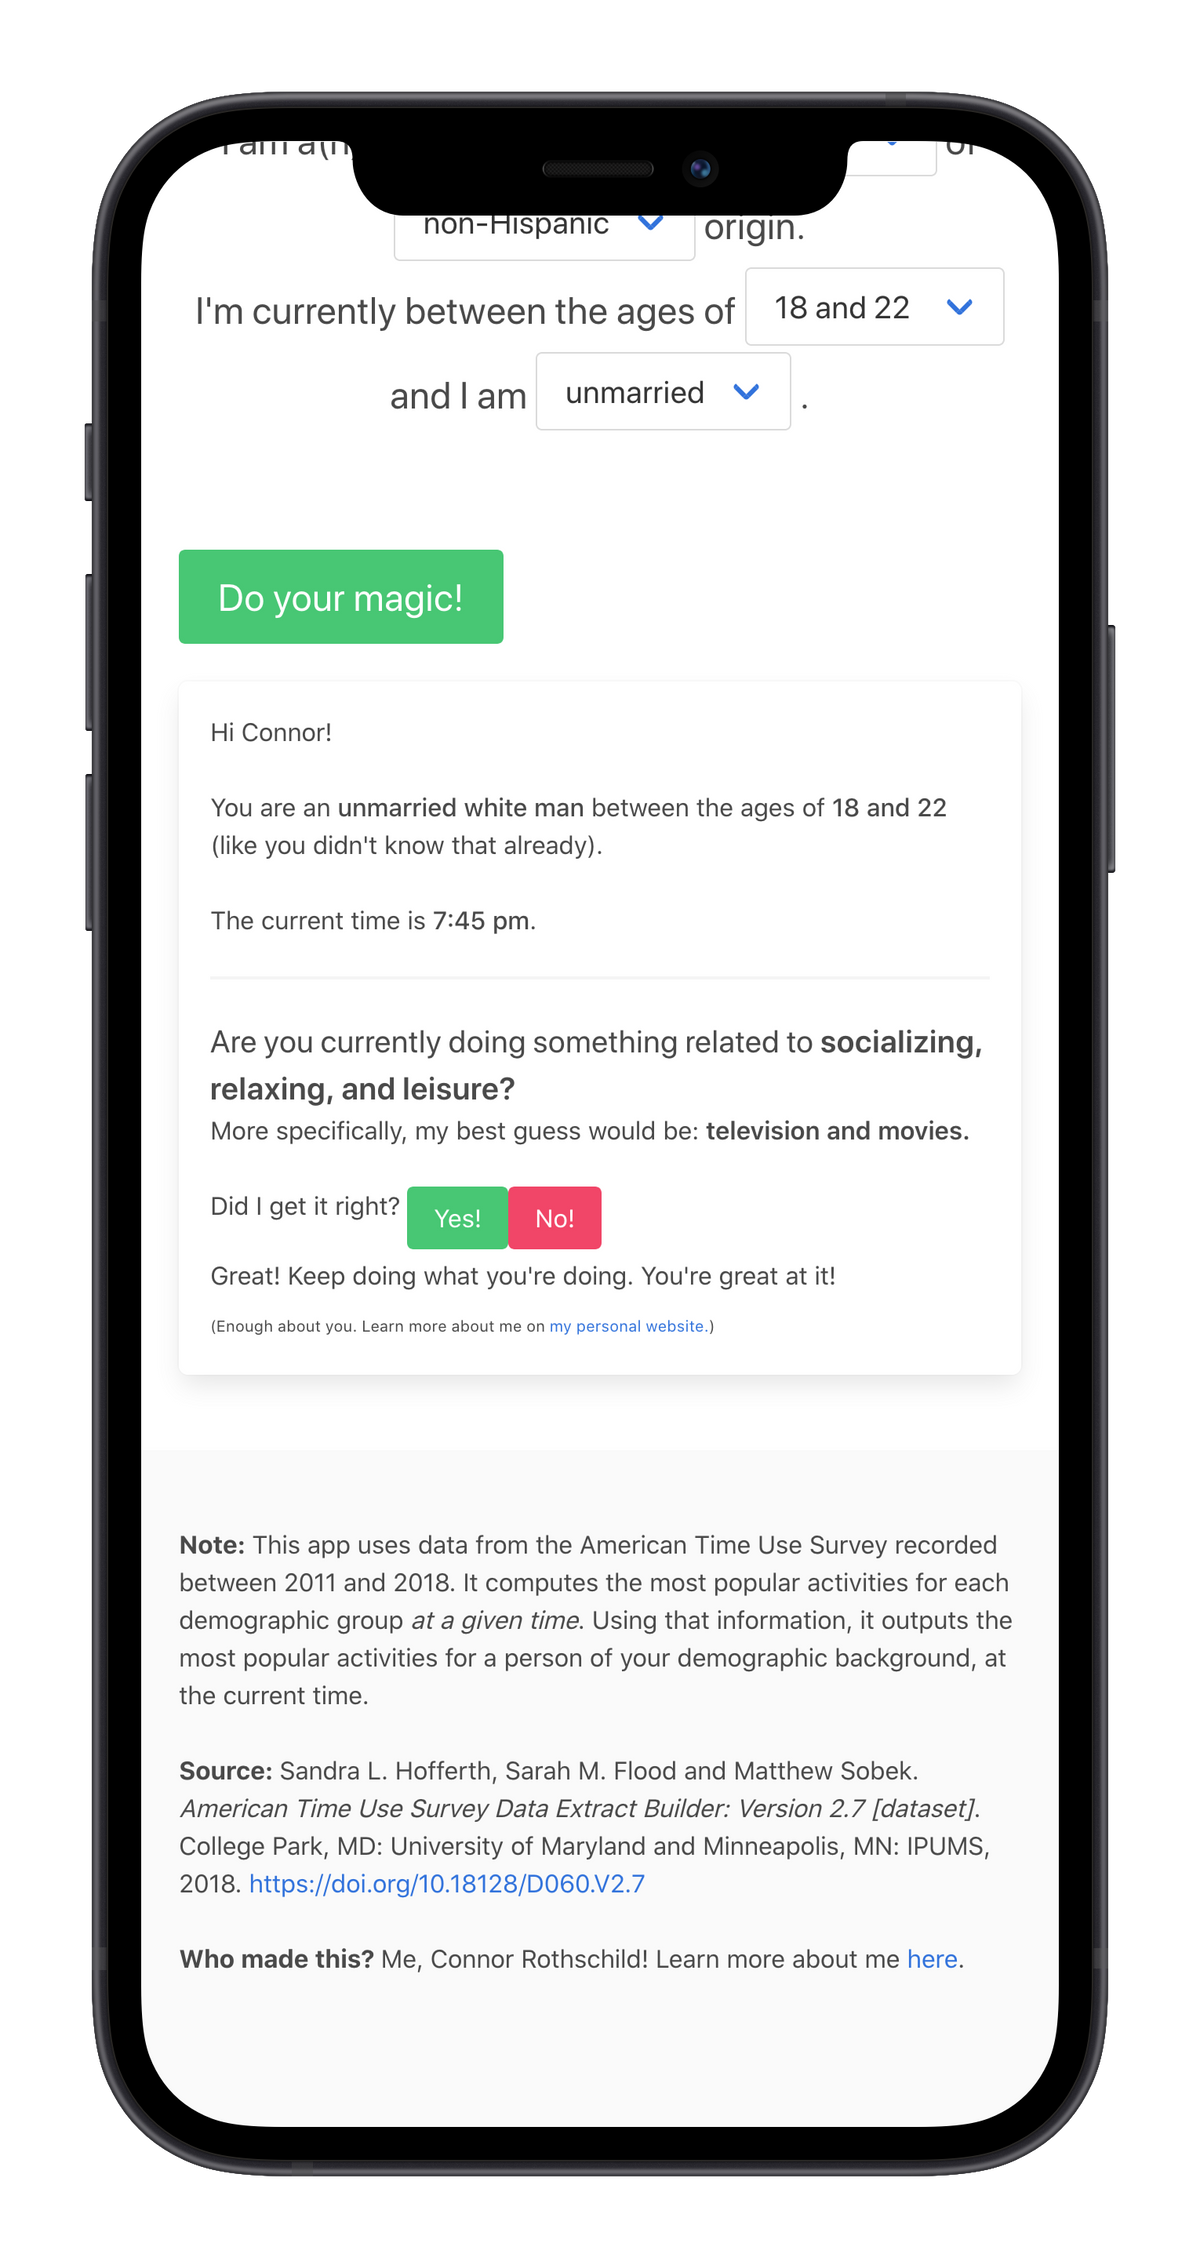 I am a(n
of
non-Hispanic origin.
I'm currently between the ages of 18 and 22
and I am unmarried .
Do your magic!
Hi Connor!
You are an unmarried white man between the ages of 18 and 22
(like you didn't know that already).
The current time is 7:45 pm.
Are you currently doing something related to socializing,
relaxing, and leisure?
More specifically, my best guess would be: television and movies.
Did I get it right? Yes! No!
Great! Keep doing what you're doing. You're great at it!
(Enough about you. Learn more about me on my personal website.)
Note: This app uses data from the American Time Use Survey recorded
between 2011 and 2018. It computes the most popular activities for each
demographic group at a given time. Using that information, it outputs the
most popular activities for a person of your demographic background, at
the current time.
Source: Sandra L. Hofferth, Sarah M. Flood and Matthew Sobek.
American Time Use Survey Data Extract Builder: Version 2.7 [dataset].
College Park, MD: University of Maryland and Minneapolis, MN: IPUMS,
2018. https://doi.org/10.18128/D060.V2.7
Who made this? Me, Connor Rothschild! Learn more about me here.